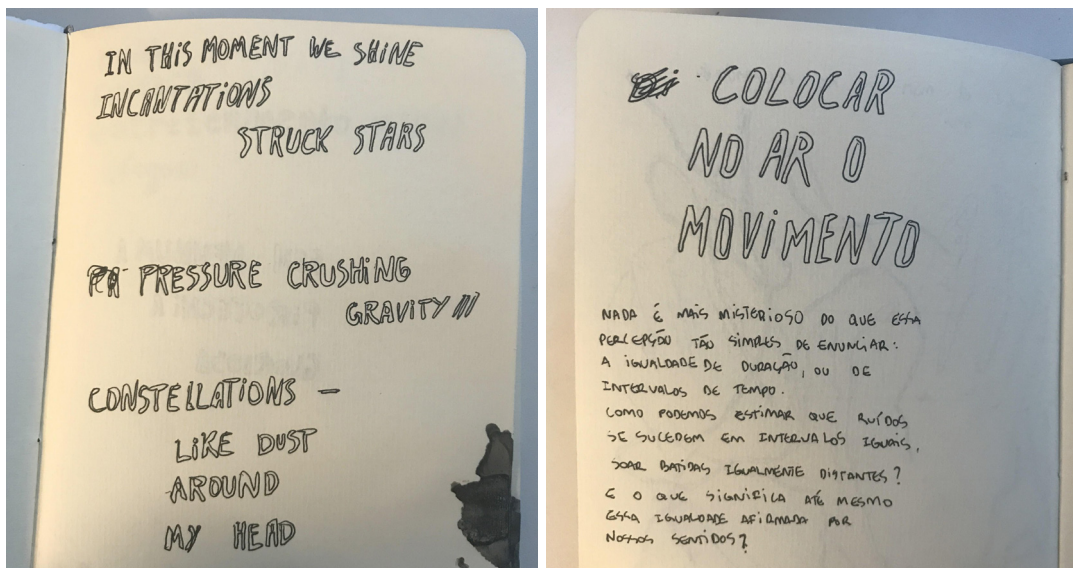 IN THIS MOMENT WE SHINE
INCANTATIONS
STRUCK STARS
PRESSURE CRUSHING
GRAVITY ///
CONSTELLATIONS —
LIKE DUST
AROUND
MY HEAD
COLOCAR
NO AR O
MOVIMENTO
NADA É MAIS MISTERIOSO DO QUE ESSA
PERCEPÇÃO TÃO SIMPLES DE ENUNCIAR:
A IGUALDADE DE DURAÇÃO, OU DE
INTERVALOS DE TEMPO.
COMO PODEMOS ESTIMAR QUE RUÍDOS
SE SUCEDEM EM INTERVALOS IGUAIS,
SOAR BATIDAS IGUALMENTE DISTANTES?
E O QUE SIGNIFICA ATÉ MESMO
ESSA IGUALDADE AFIRMADA POR
NOSSOS SENTIDOS?